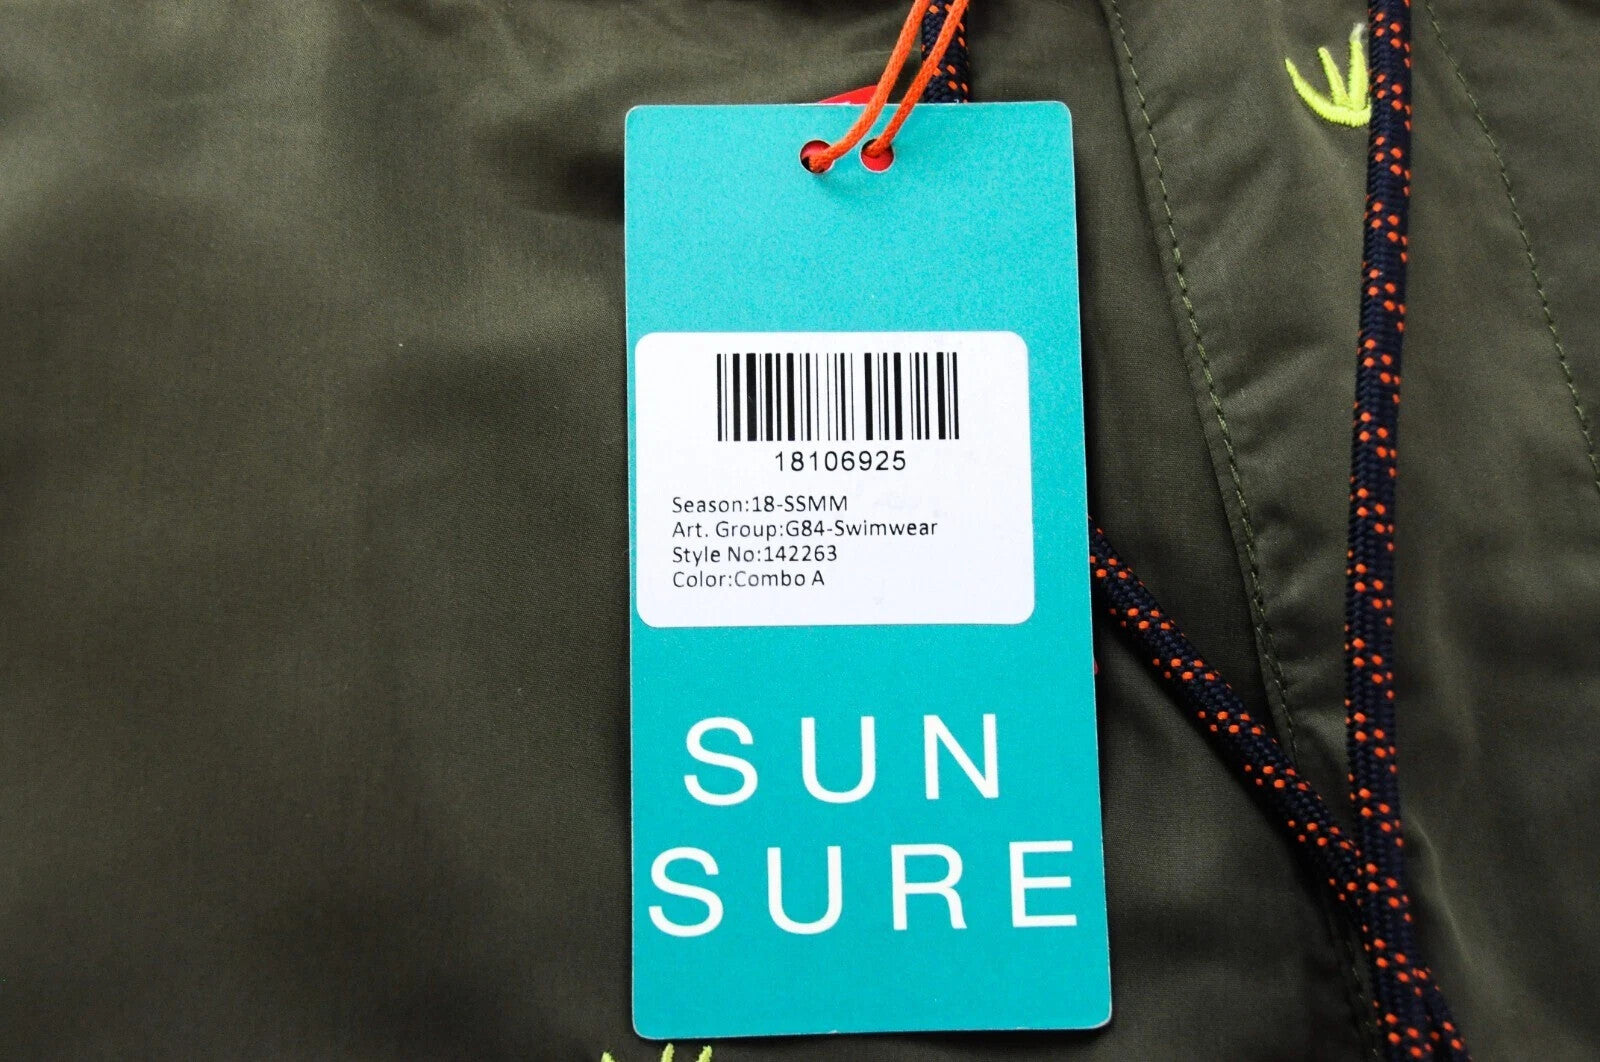 18106925
Season:18-SSMM
Art. Group:G84-Swimwear
Style No:142263
Color:Combo A
SUN
SURE